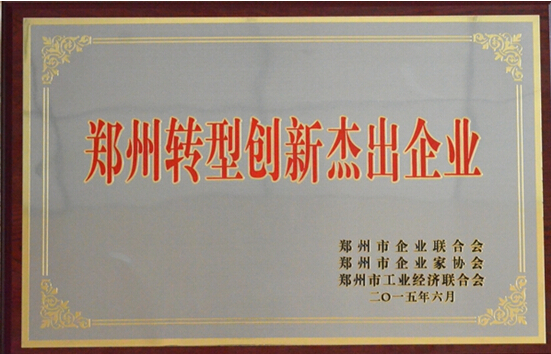 郑州转型创新杰出企业
郑州市企业联合会
郑州市企业家协会
郑州市工业经济联合会
二〇一五年六月